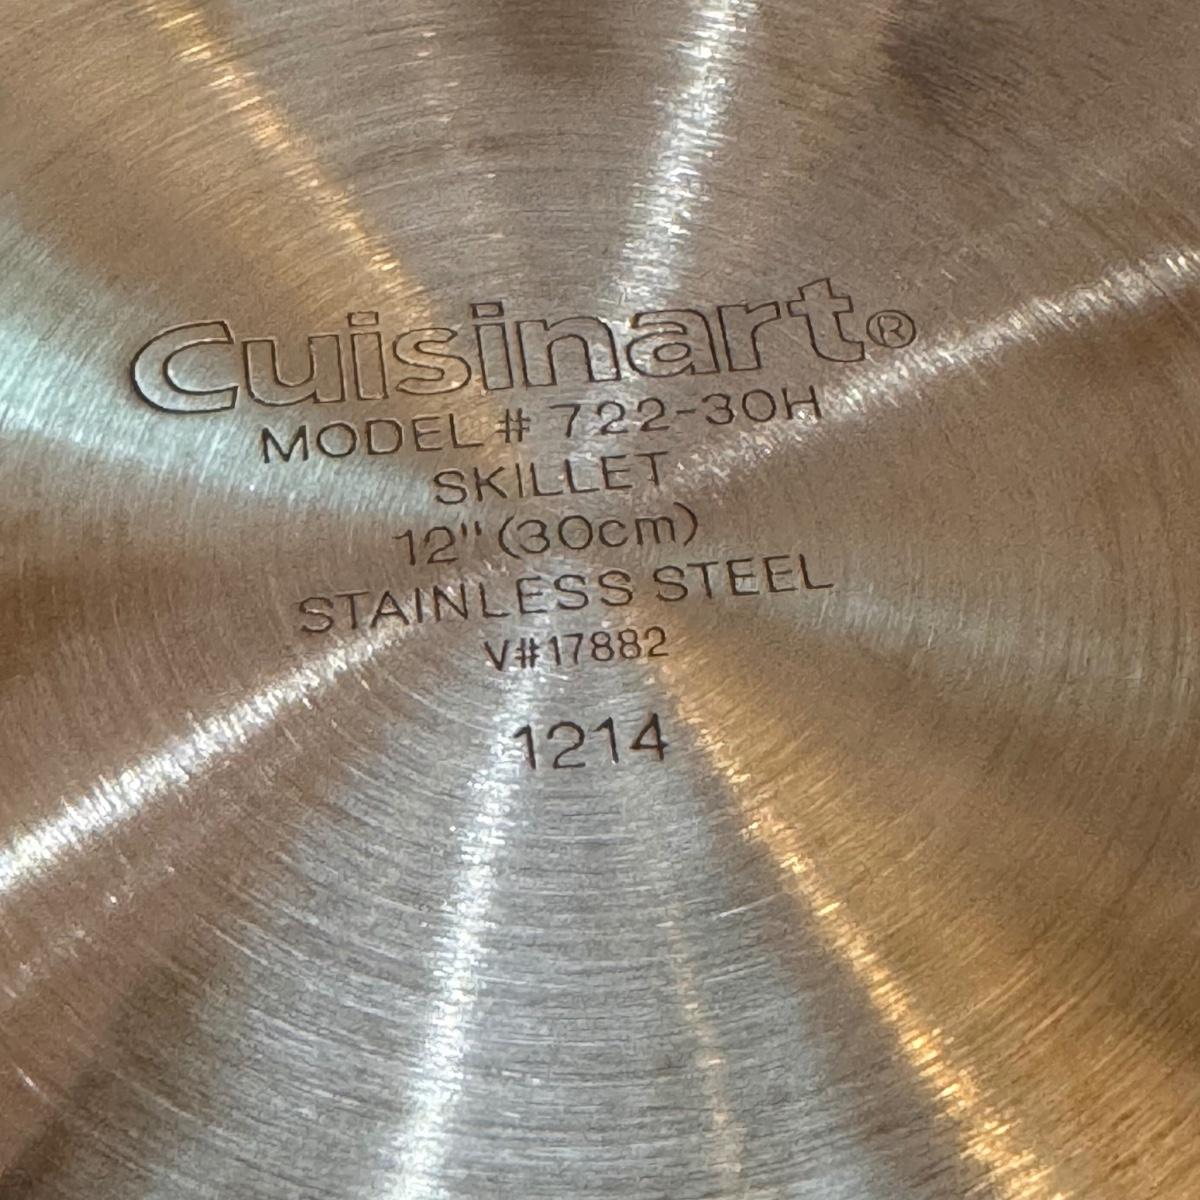 Cuisinart®
MODEL # 722-30H
SKILLET
12" (30cm)
STAINLESS STEEL
V#17882
1214